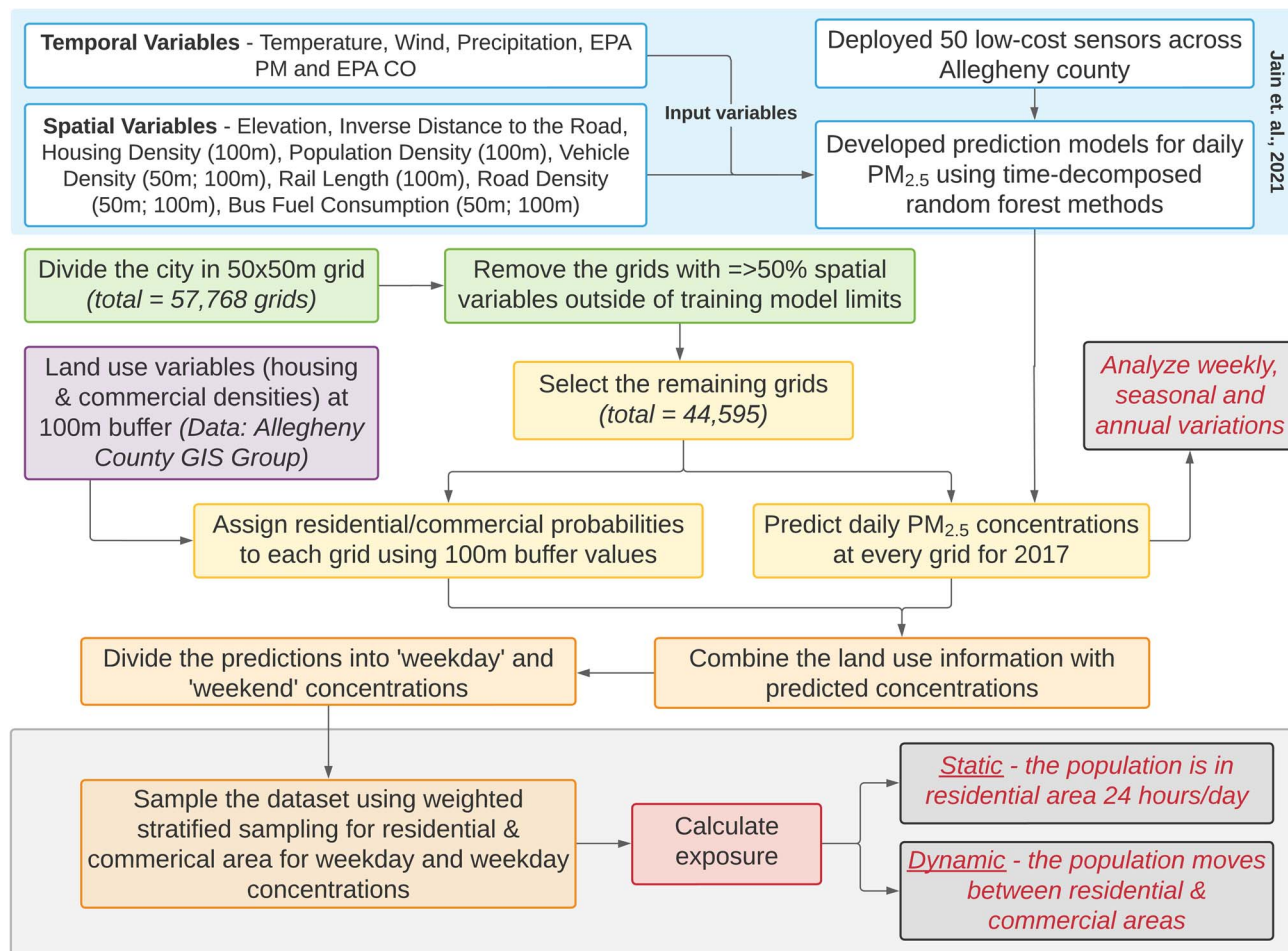 Temporal Variables - Temperature, Wind, Precipitation, EPA
PM and EPA CO
Spatial Variables - Elevation, Inverse Distance to the Road,
Housing Density (100m), Population Density (100m), Vehicle
Density (50m; 100m), Rail Length (100m), Road Density
(50m; 100m), Bus Fuel Consumption (50m; 100m)
Input variables
Deployed 50 low-cost sensors across
Allegheny county
Developed prediction models for daily
PM2.5 using time-decomposed
random forest methods
Jain et. al., 2021
Divide the city in 50x50m grid
(total = 57,768 grids)
Remove the grids with =>50% spatial
variables outside of training model limits
Land use variables (housing
& commercial densities) at
100m buffer (Data: Allegheny
County GIS Group)
Select the remaining grids
(total = 44,595)
Analyze weekly,
seasonal and
annual variations
Assign residential/commercial probabilities
to each grid using 100m buffer values
Predict daily PM2.5 concentrations
at every grid for 2017
Divide the predictions into 'weekday' and
'weekend' concentrations
Combine the land use information with
predicted concentrations
Sample the dataset using weighted
stratified sampling for residential &
commerical area for weekday and weekday
concentrations
Calculate
exposure
Static - the population is in
residential area 24 hours/day
Dynamic - the population moves
between residential &
commercial areas